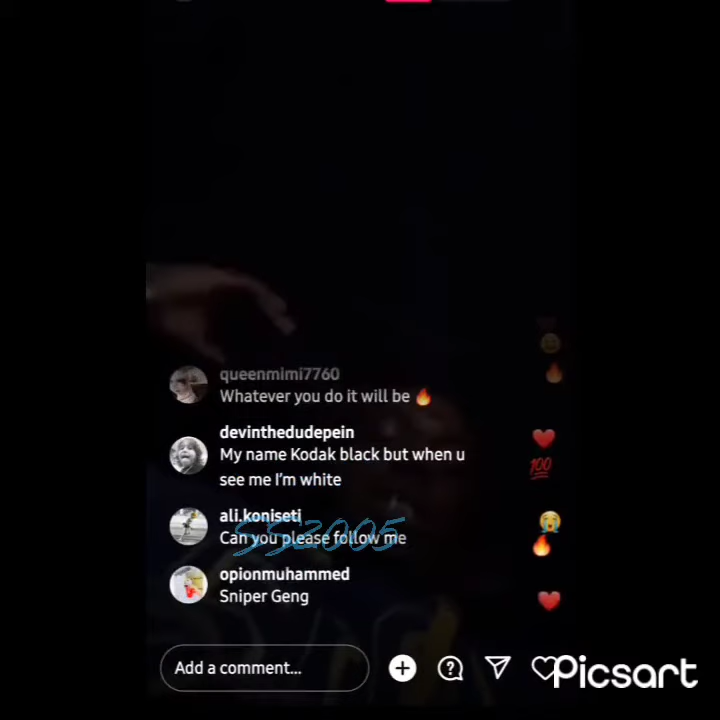 queenmimi7760
Whatever you do it will be 🔥
devinthedudepein
My name Kodak black but when u
see me I'm white
ali.koniseti
Can you please follow me
SS2005
opionmuhammed
Sniper Geng
💯
Add a comment...
Picsart